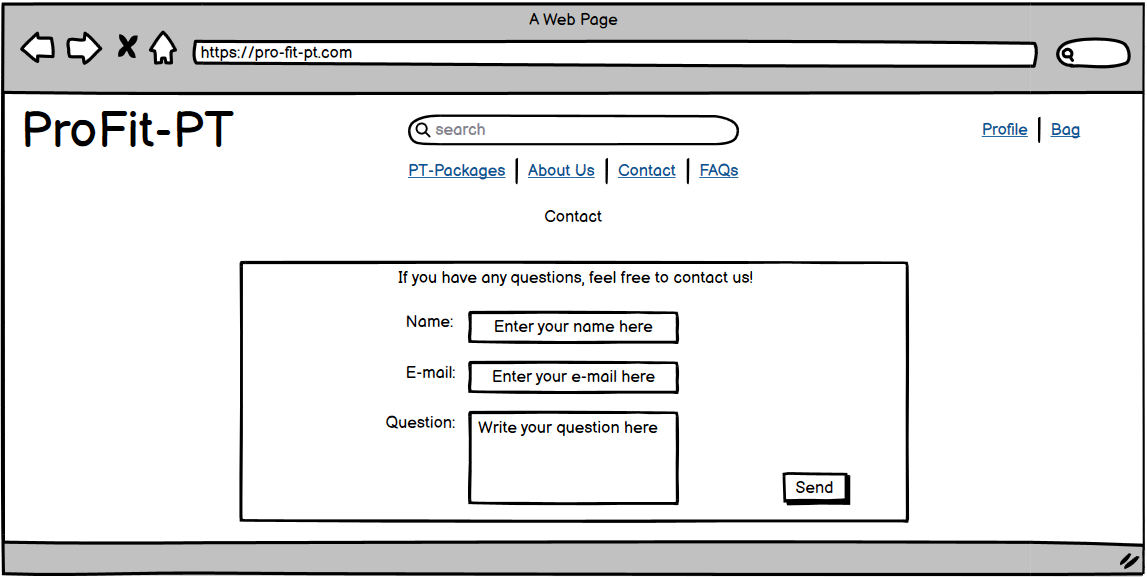 A Web Page
https://pro-fit-pt.com
ProFit-PT
search
Profile
Bag
PT-Packages
About Us
Contact
FAQs
Contact
If you have any questions, feel free to contact us!
Name:
Enter your name here
E-mail:
Enter your e-mail here
Question:
Write your question here
Send